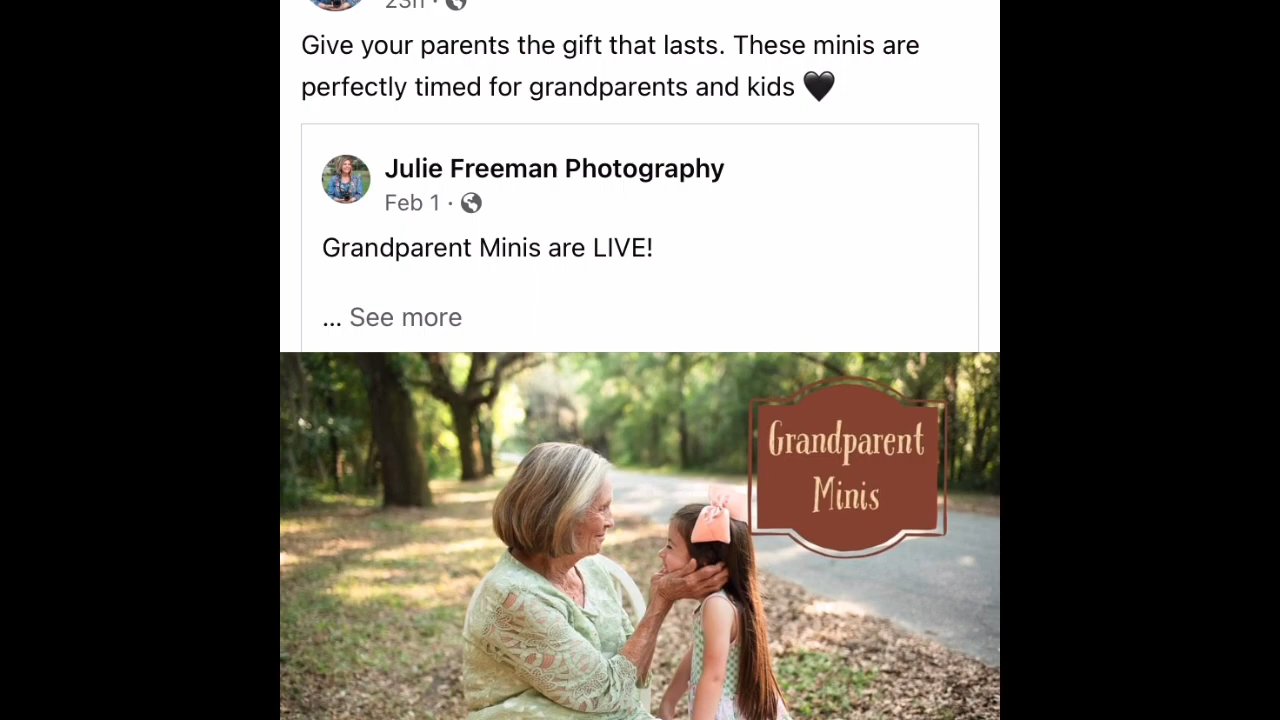 23h ·
Give your parents the gift that lasts. These minis are
perfectly timed for grandparents and kids 🖤
Julie Freeman Photography
Feb 1 ·
Grandparent Minis are LIVE!
... See more
Grandparent
Minis